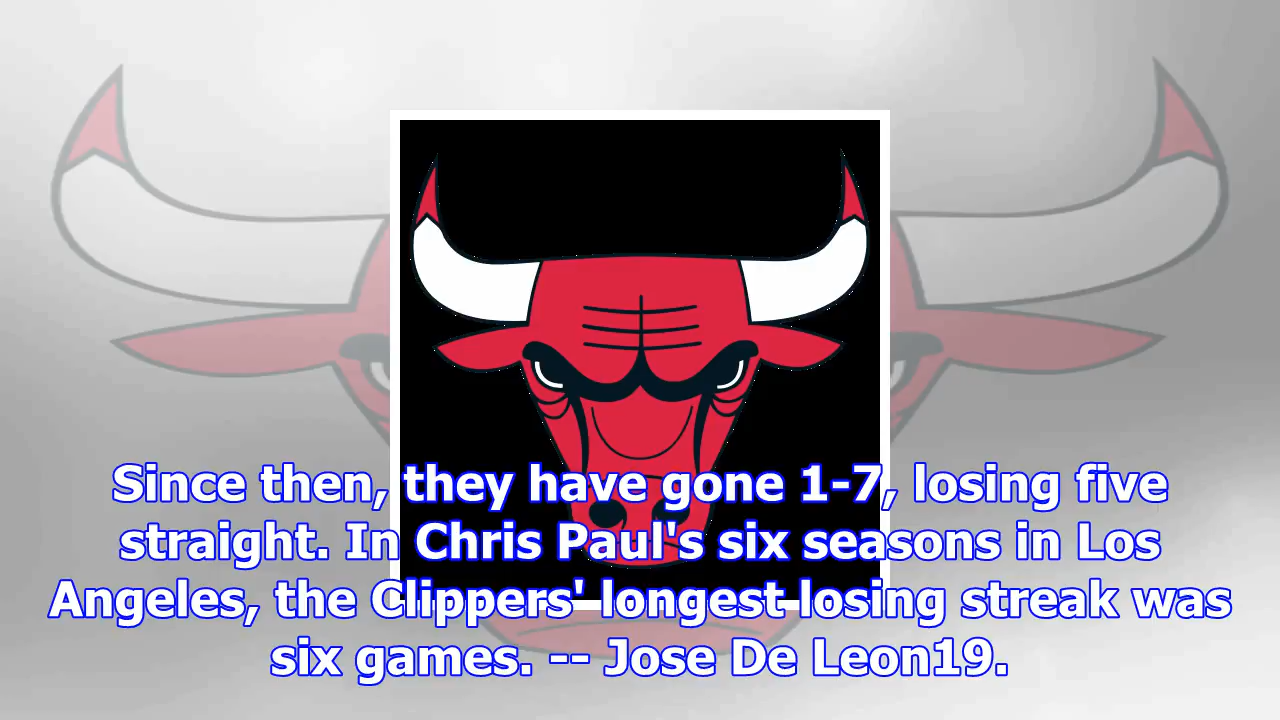 Since then, they have gone 1-7, losing five
straight. In Chris Paul's six seasons in Los
Angeles, the Clippers' longest losing streak was
six games. -- Jose De Leon19.